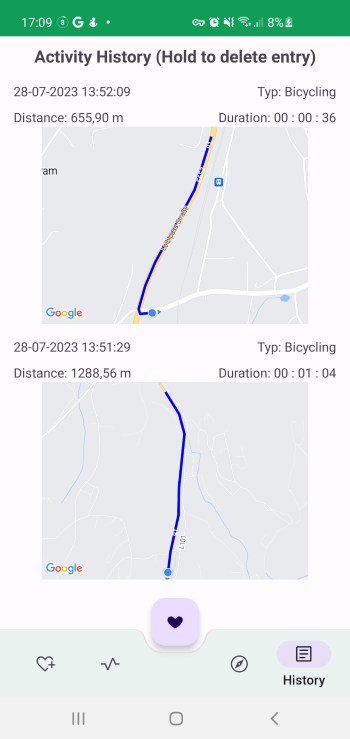 17:09 8 G 8%
Activity History (Hold to delete entry)
28-07-2023 13:52:09 Typ: Bicycling
Distance: 655,90 m Duration: 00 : 00 : 36
ram
Google
28-07-2023 13:51:29 Typ: Bicycling
Distance: 1288,56 m Duration: 00 : 01 : 04
L101
Google
History